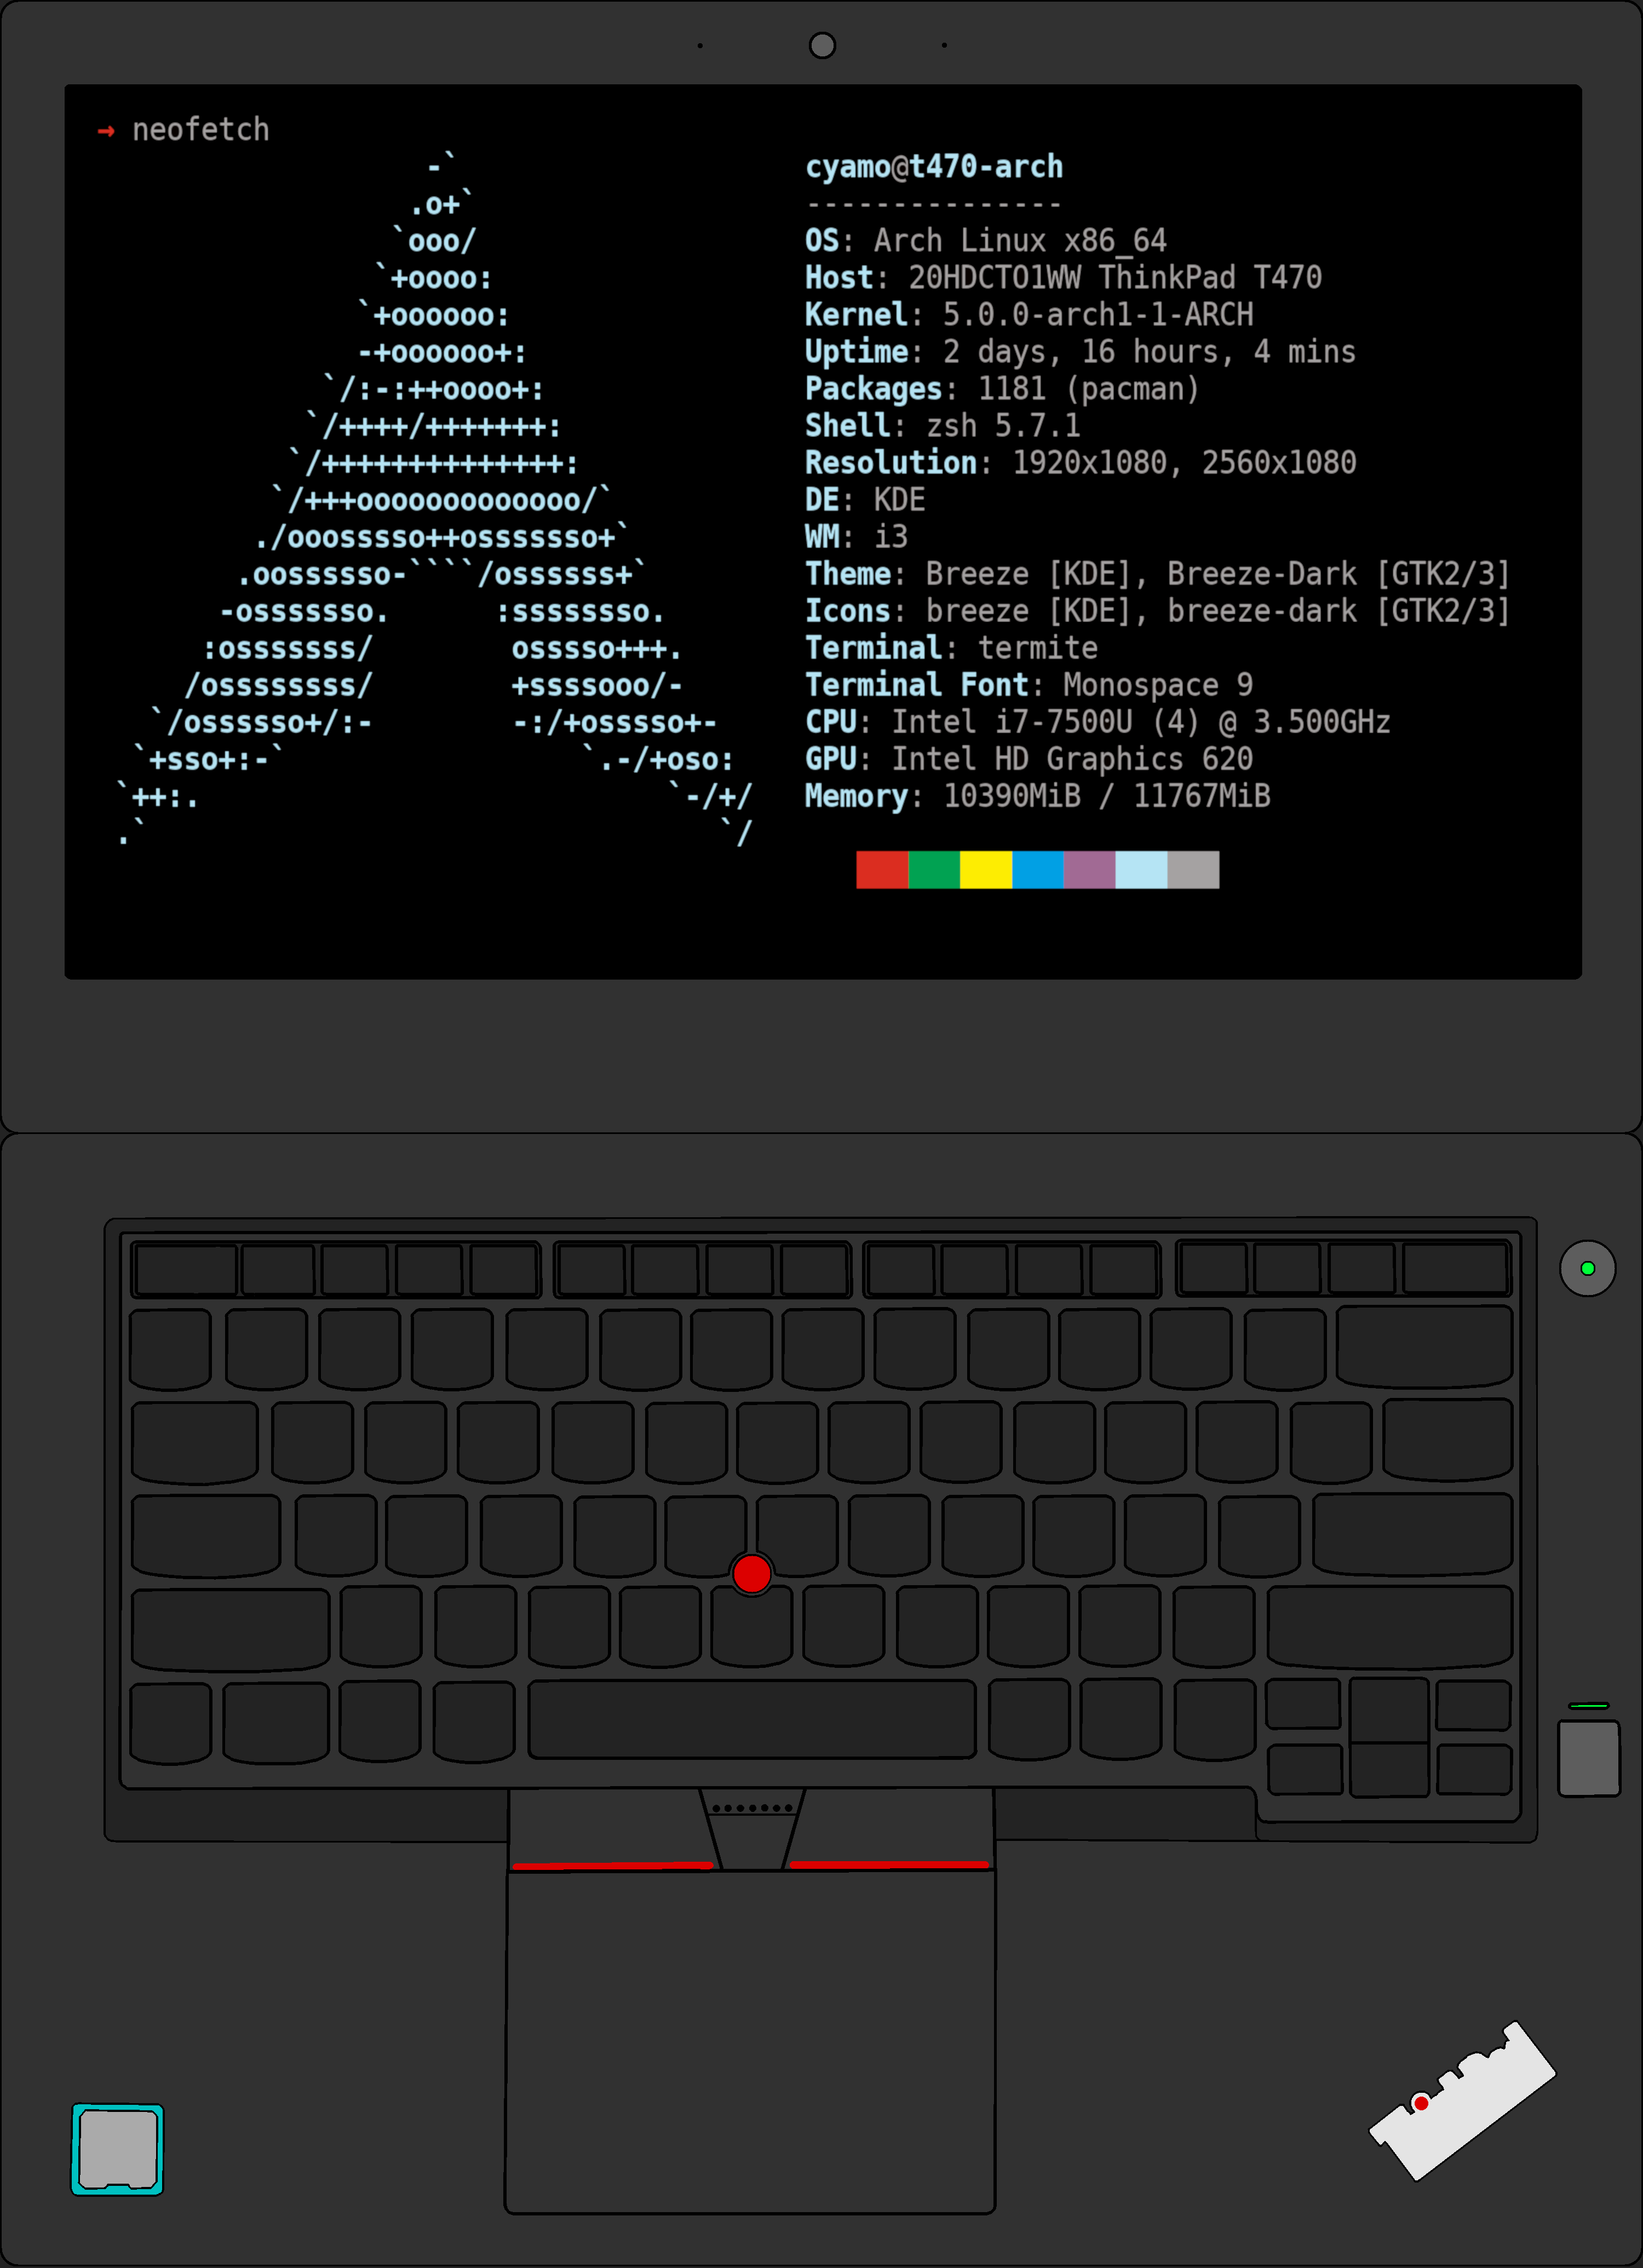 → neofetch
-`
.o+`
`ooo/
`+oooo:
`+oooooo:
-+oooooo+:
`/:-:++oooo+:
`/++++/+++++++:
`/++++++++++++++:
`/+++ooooooooooooo/`
./ooosssso++osssssso+`
.oossssso-````/ossssss+`
-osssssso. :ssssssso.
:osssssss/ osssso+++.
/ossssssss/ +ssssooo/-
`/ossssso+/:- -:/+osssso+-
`+sso+:-` `.-/+oso:
`++:. `-/+/
.` `/
cyamo@t470-arch
---------------
OS: Arch Linux x86_64
Host: 20HDCTO1WW ThinkPad T470
Kernel: 5.0.0-arch1-1-ARCH
Uptime: 2 days, 16 hours, 4 mins
Packages: 1181 (pacman)
Shell: zsh 5.7.1
Resolution: 1920x1080, 2560x1080
DE: KDE
WM: i3
Theme: Breeze [KDE], Breeze-Dark [GTK2/3]
Icons: breeze [KDE], breeze-dark [GTK2/3]
Terminal: termite
Terminal Font: Monospace 9
CPU: Intel i7-7500U (4) @ 3.500GHz
GPU: Intel HD Graphics 620
Memory: 10390MiB / 11767MiB